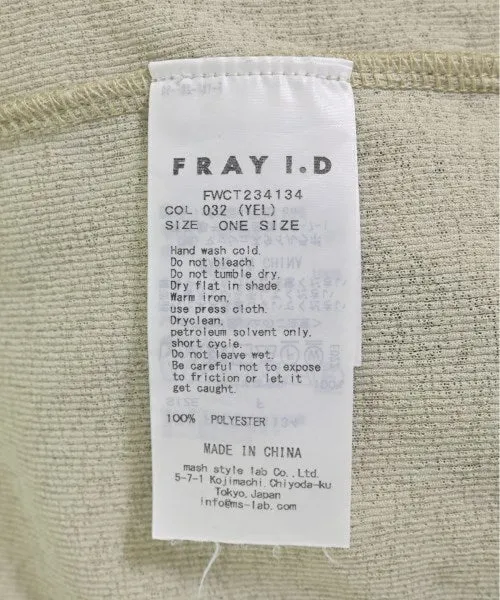 FRAY I.D
FWCT234134
COL 032 (YEL)
SIZE ONE SIZE
Hand wash cold.
Do not bleach.
Do not tumble dry.
Dry flat in shade.
Warm iron,
use press cloth.
Dryclean,
petroleum solvent only.
short cycle.
Do not leave wet.
Be careful not to expose
to friction or let it
get caught.
100% POLYESTER
MADE IN CHINA
mash style lab Co.,Ltd.
5-7-1 Kojimachi Chiyoda-ku
Tokyo,Japan
info@ms-lab.com